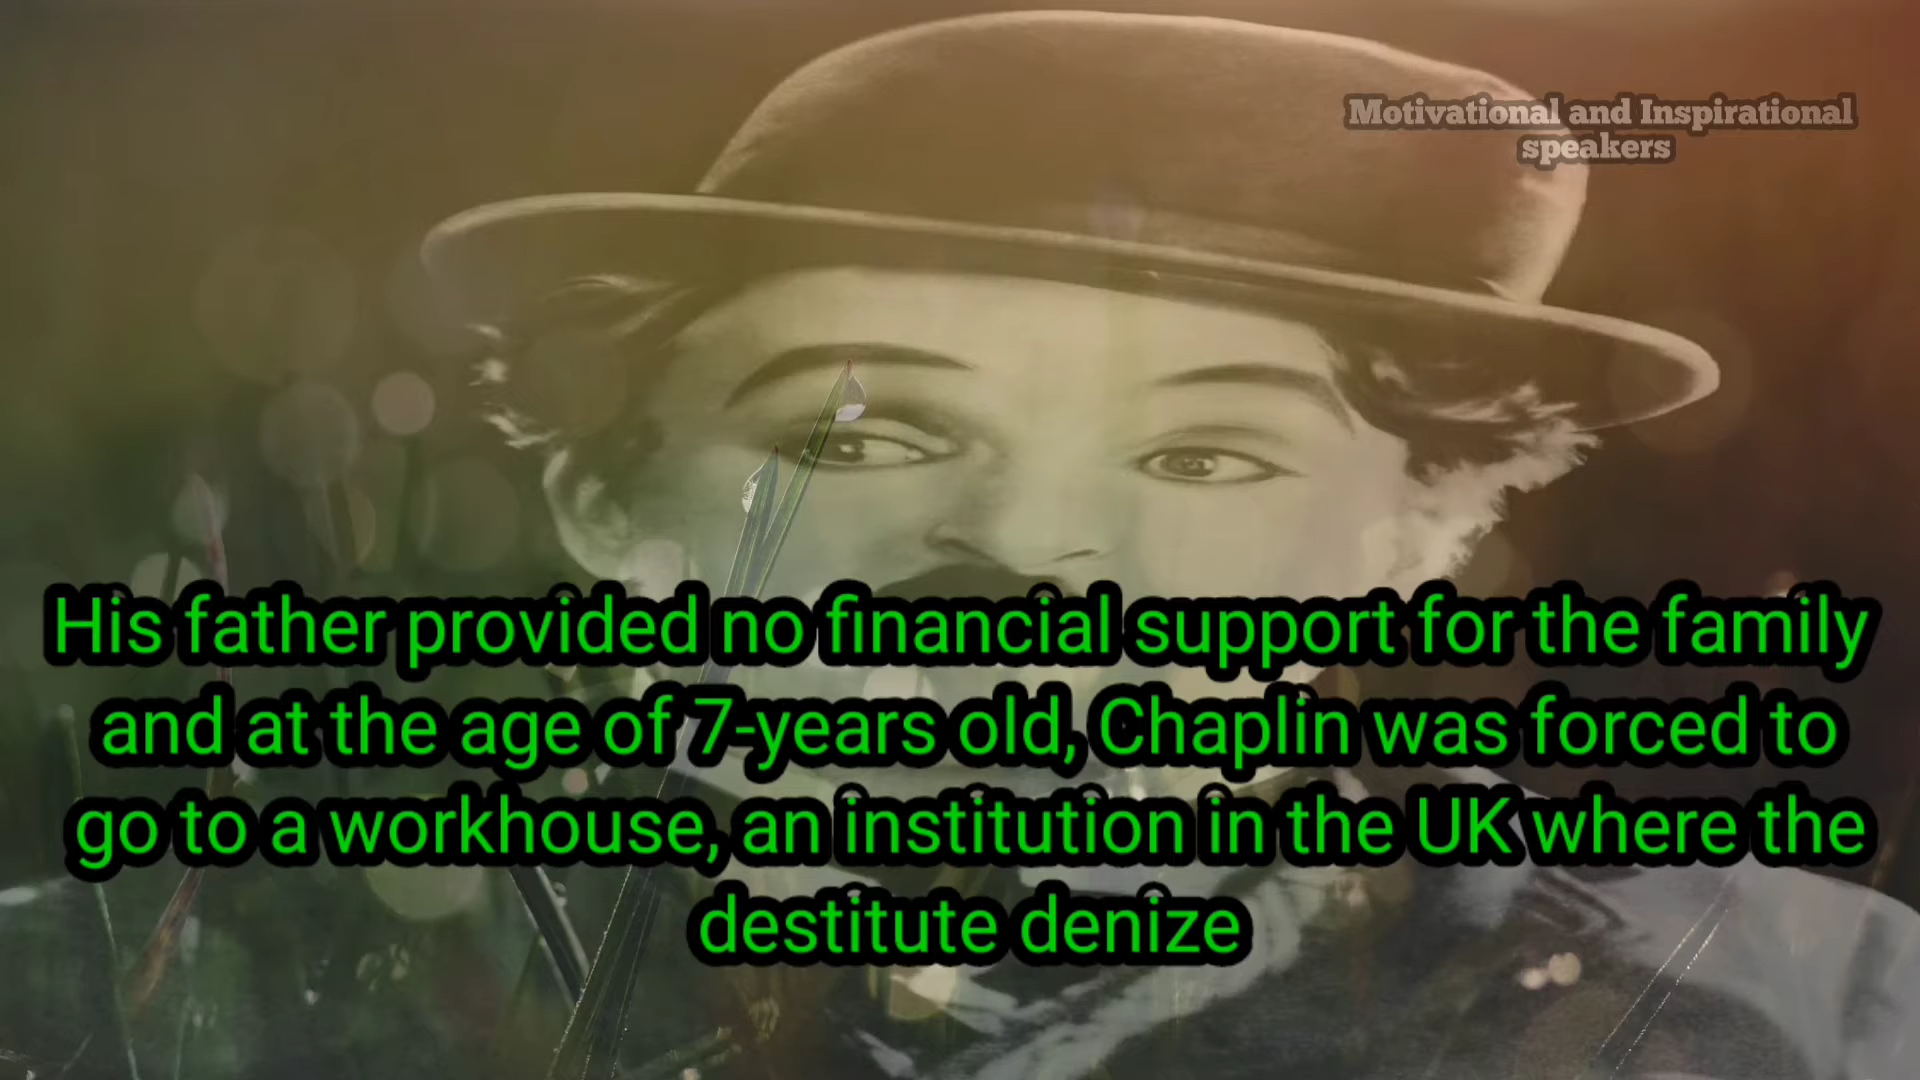 Motivational and Inspirational
speakers
His father provided no financial support for the family
and at the age of 7-years old, Chaplin was forced to
go to a workhouse, an institution in the UK where the
destitute denize